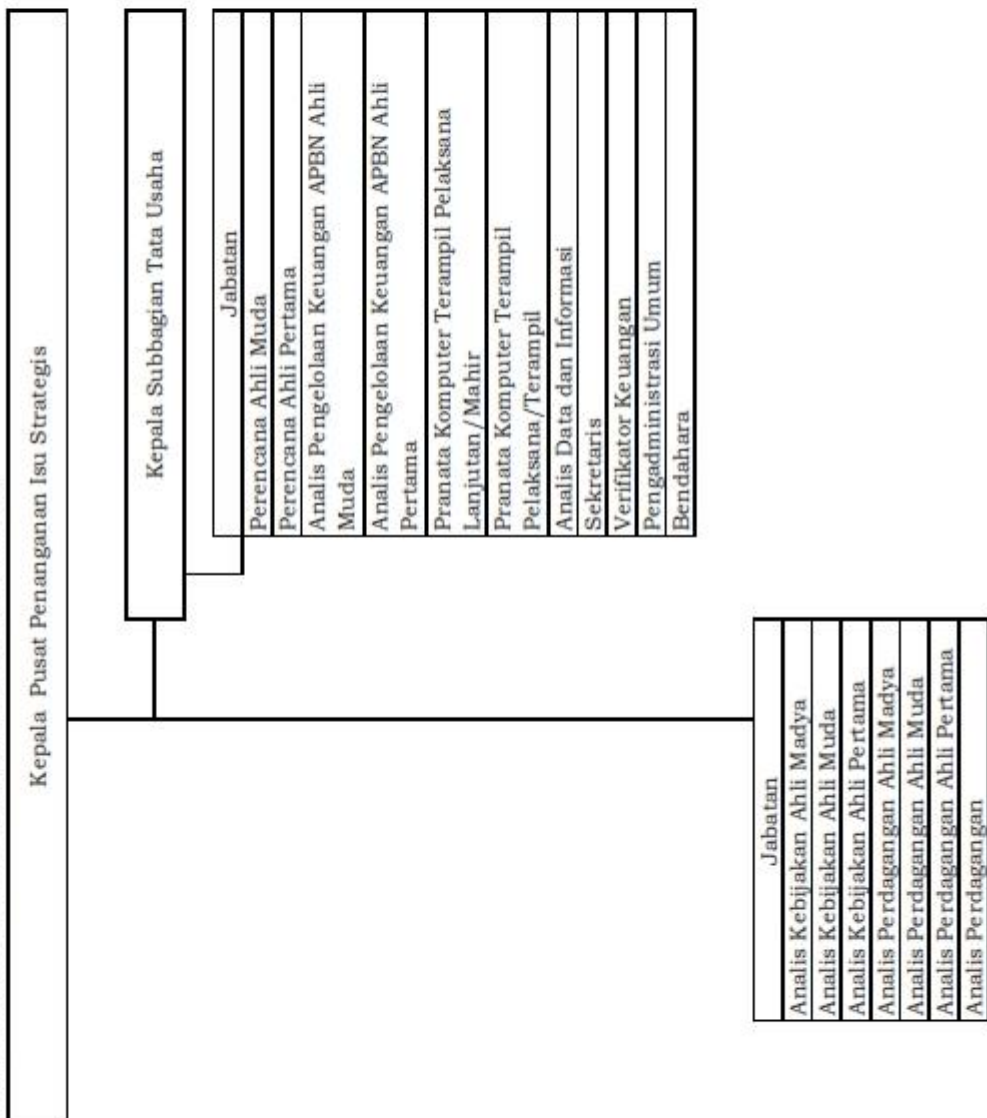 Kepala Pusat Penanganan Isu Strategis
Kepala Subbagian Tata Usaha
Jabatan
Perencana Ahli Muda
Perencana Ahli Pertama
Analis Pengelolaan Keuangan APBN Ahli
Muda
Analis Pengelolaan Keuangan APBN Ahli
Pertama
Pranata Komputer Terampil Pelaksana
Lanjutan/Mahir
Pranata Komputer Terampil
Pelaksana/Terampil
Analis Data dan Informasi
Sekretaris
Verifikator Keuangan
Pengadministrasi Umum
Bendahara
Jabatan
Analis Kebijakan Ahli Madya
Analis Kebijakan Ahli Muda
Analis Kebijakan Ahli Pertama
Analis Perdagangan Ahli Madya
Analis Perdagangan Ahli Muda
Analis Perdagangan Ahli Pertama
Analis Perdagangan